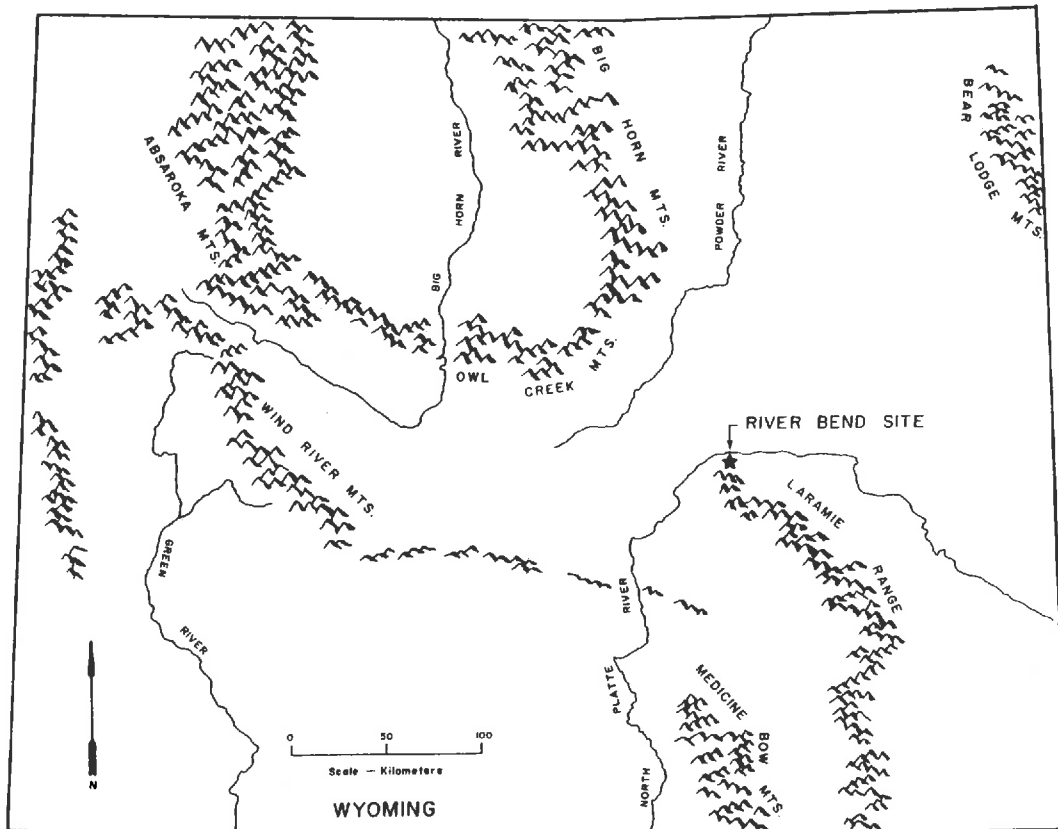 ABSAROKA MTS.
BIG HORN RIVER
BIG HORN MTS.
POWDER RIVER
BEAR LODGE MTS.
OWL CREEK MTS.
WIND RIVER MTS.
RIVER BEND SITE
LARAMIE RANGE
GREEN RIVER
NORTH PLATTE RIVER
MEDICINE BOW MTS.
N
0 50 100
Scale — Kilometers
WYOMING